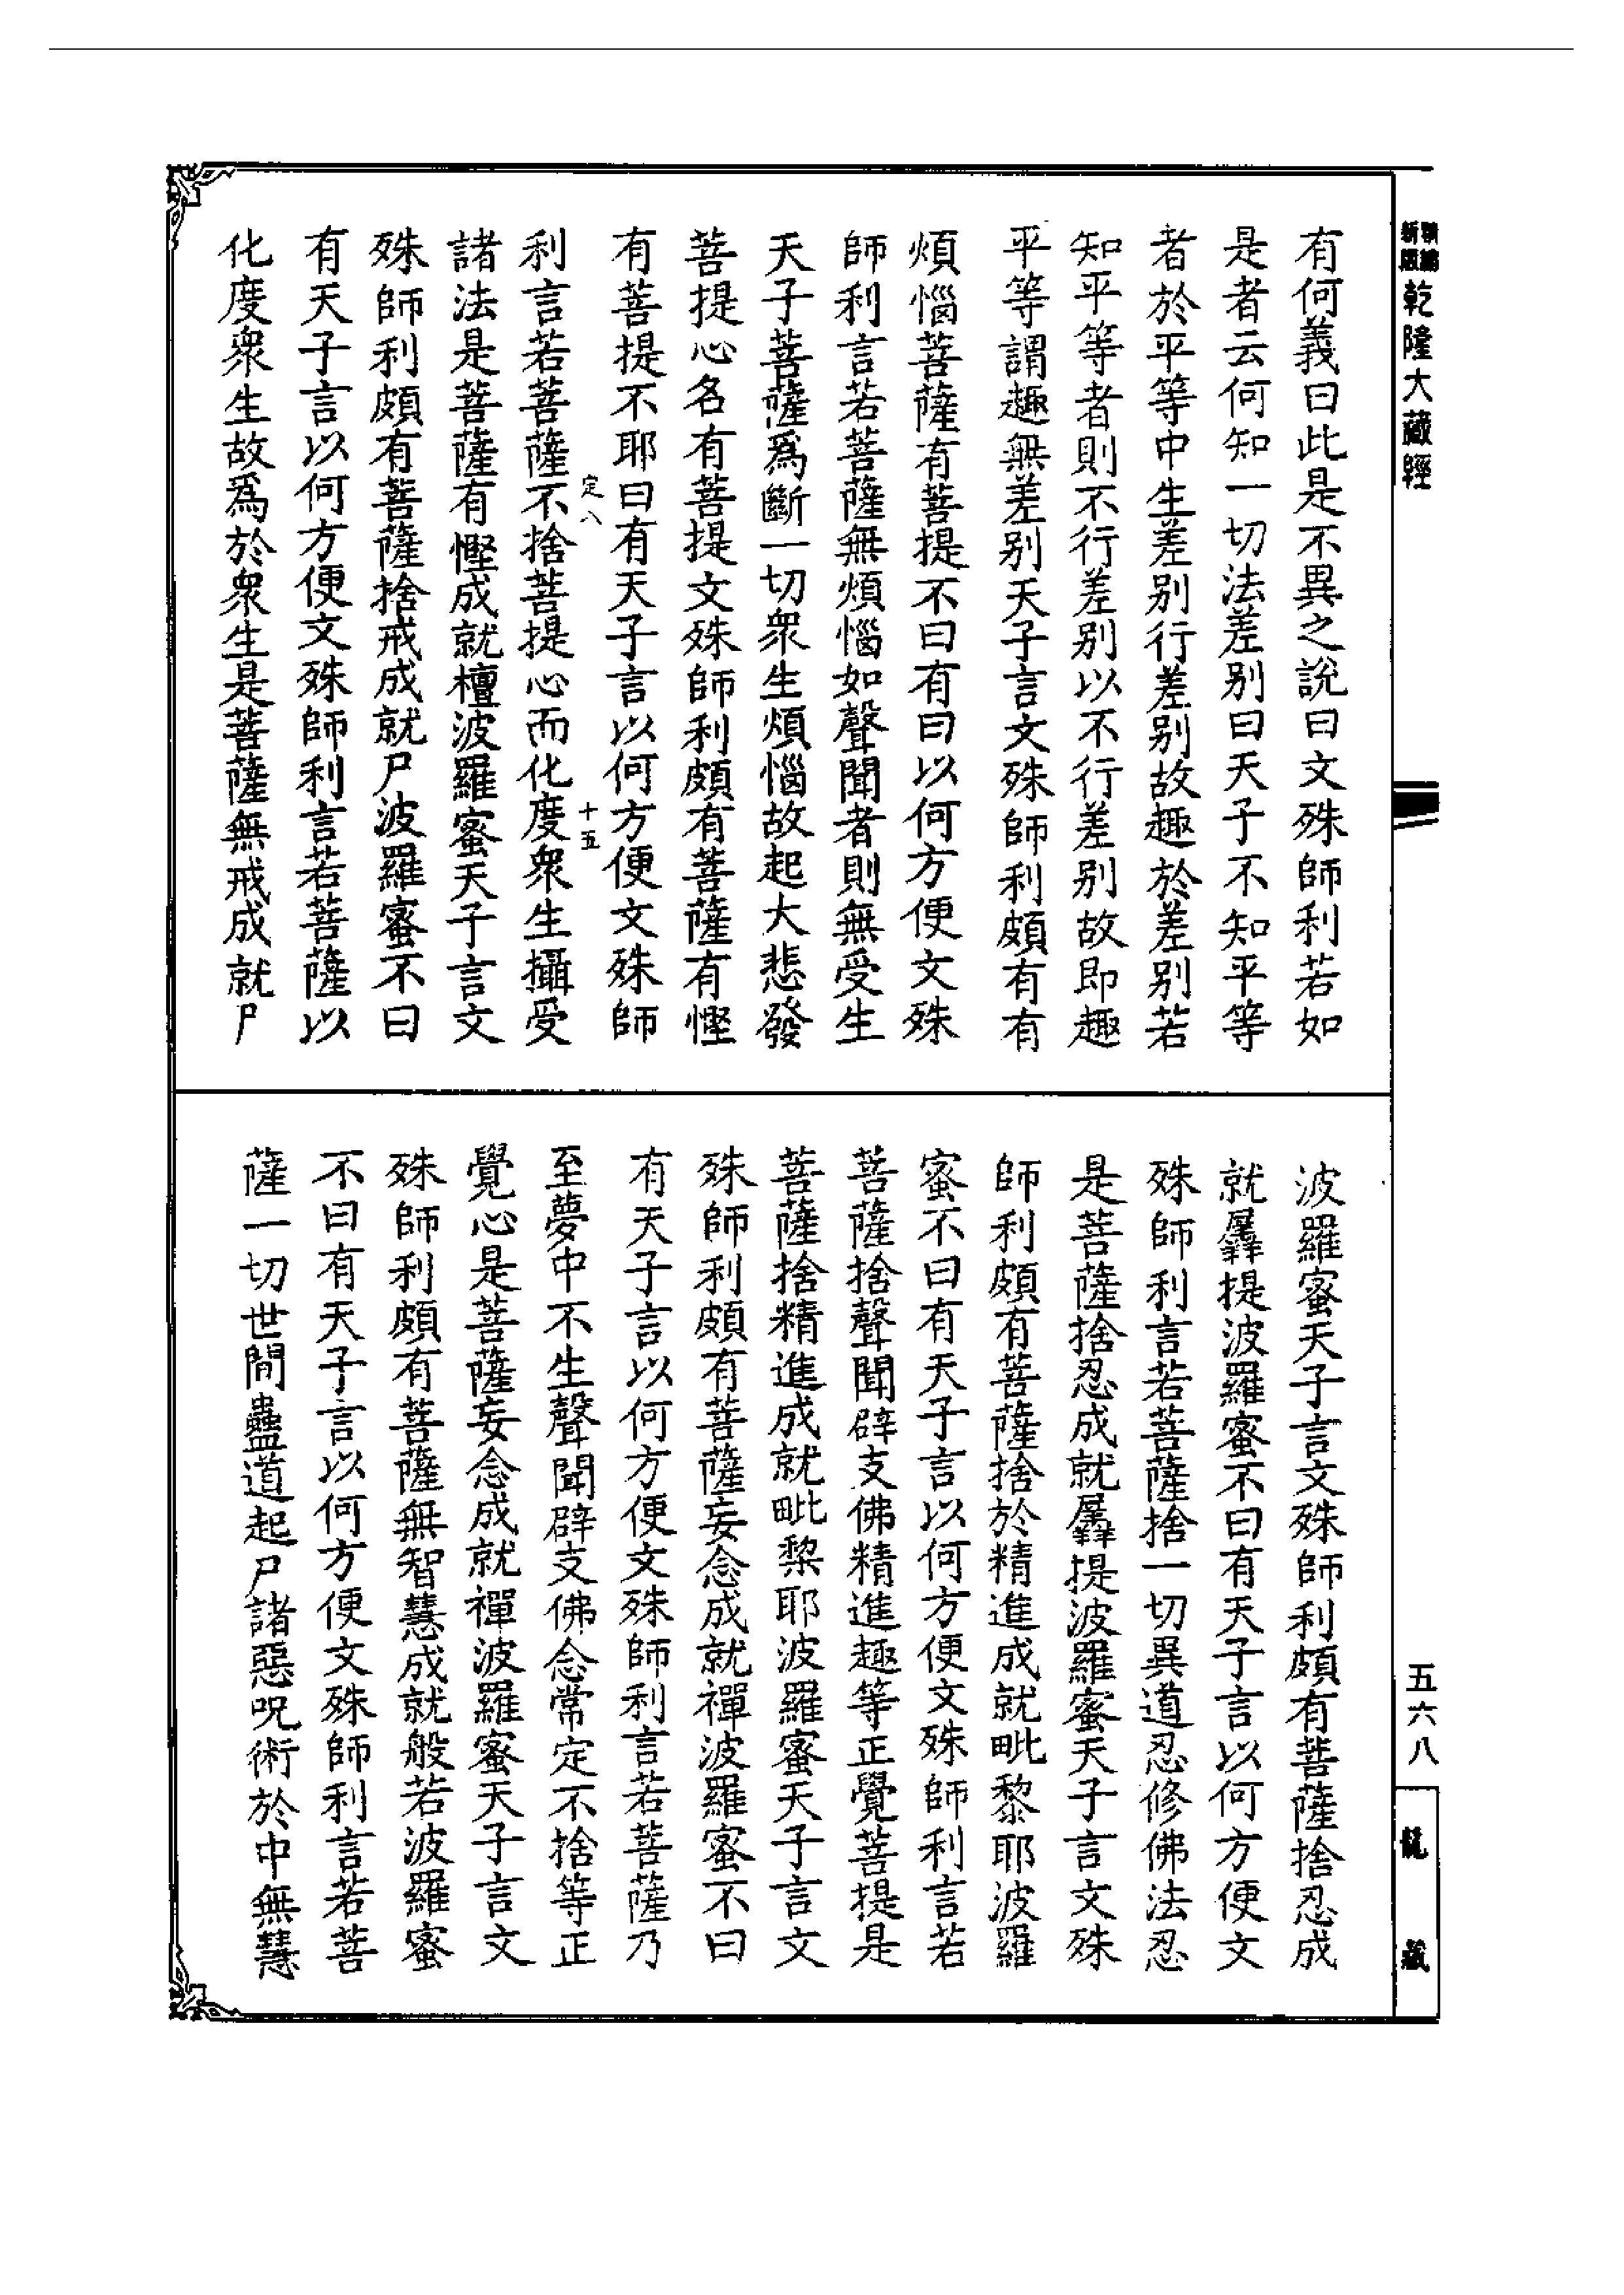 乾隆大藏經
五六八
有何義曰此是不異之說曰文殊師利若如
是者云何知一切法差別曰天子不知平等
者於平等中生差別行差別故趣於差別若
知平等者則不行差別以不行差別故即趣
平等謂趣無差別天子言文殊師利頗有有
煩惱菩薩有菩提不曰有曰以何方便文殊
師利言若菩薩無煩惱如聲聞者則無受生
天子菩薩為斷一切眾生煩惱故起大悲發
菩提心名有菩提文殊師利頗有菩薩有慳
有菩提不耶曰有天子言以何方便文殊師
定八
十五
利言若菩薩不捨菩提心而化度眾生攝受
諸法是菩薩有慳成就檀波羅蜜天子言文
殊師利頗有菩薩捨戒成就尸波羅蜜不曰
有天子言以何方便文殊師利言若菩薩以
化度眾生故為於眾生是菩薩無戒成就尸
波羅蜜天子言文殊師利頗有菩薩捨忍成
就羼提波羅蜜不曰有天子言以何方便文
殊師利言若菩薩捨一切異道忍修佛法忍
是菩薩捨忍成就羼提波羅蜜天子言文殊
師利頗有菩薩捨於精進成就毗黎耶波羅
蜜不曰有天子言以何方便文殊師利言若
菩薩捨聲聞辟支佛精進趣等正覺菩提是
菩薩捨精進成就毗黎耶波羅蜜天子言文
殊師利頗有菩薩妄念成就禪波羅蜜不曰
有天子言以何方便文殊師利言若菩薩乃
至夢中不生聲聞辟支佛念常定不捨等正
覺心是菩薩妄念成就禪波羅蜜天子言文
殊師利頗有菩薩無智慧成就般若波羅蜜
不曰有天子言以何方便文殊師利言若菩
薩一切世間蠱道起尸諸惡呪術於中無慧